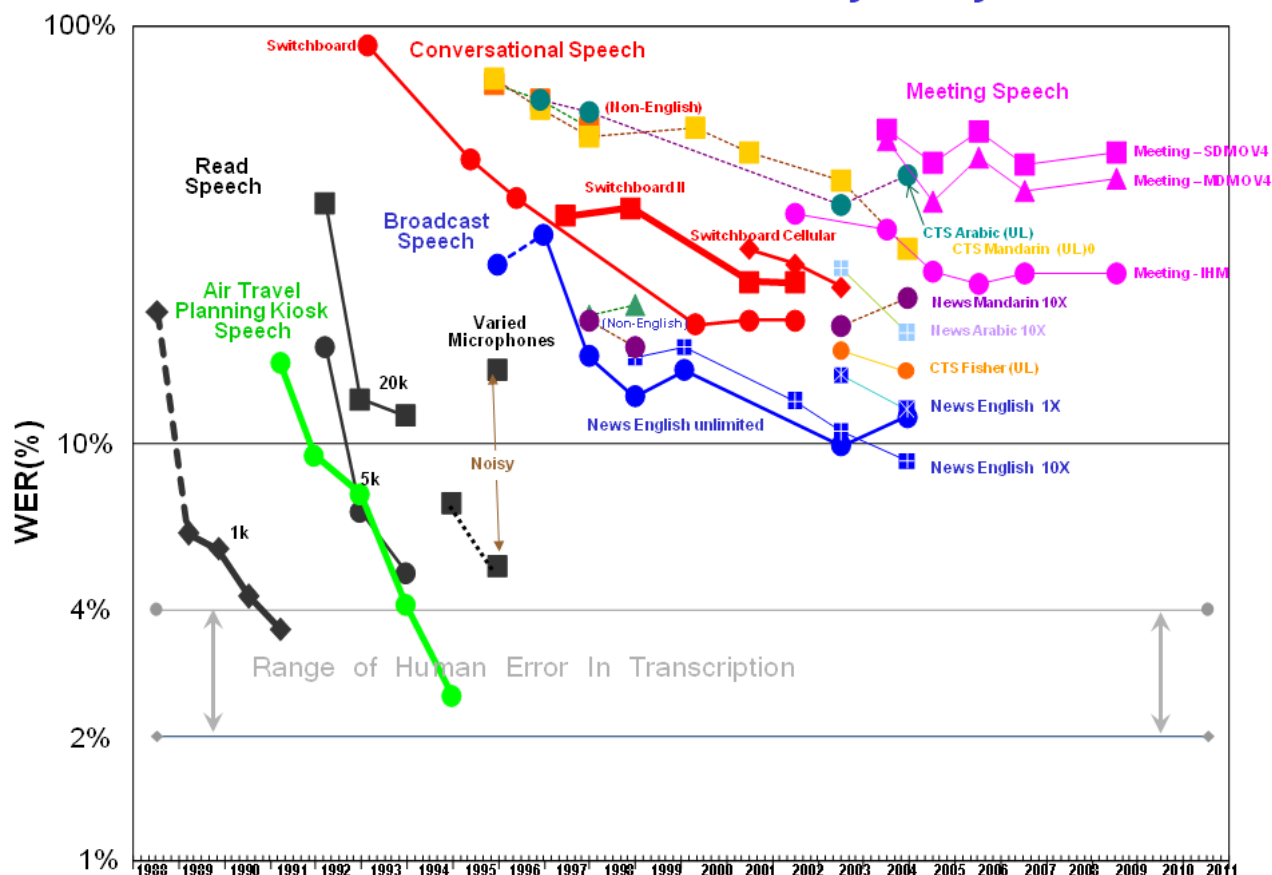 100%
Switchboard
Conversational Speech
Meeting Speech
(Non-English)
Meeting – SDM OV4
Read
Speech
Meeting – MDM OV4
Switchboard II
Broadcast
Speech
Switchboard Cellular
CTS Arabic (UL)
CTS Mandarin (UL)0
Meeting - IHM
Air Travel
Planning Kiosk
Speech
News Mandarin 10X
Varied
Microphones
(Non-English)
News Arabic 10X
CTS Fisher (UL)
20k
News English 1X
News English unlimited
10%
Noisy
News English 10X
5k
WER(%)
1k
4%
Range of Human Error In Transcription
2%
1%
1988 1989 1990 1991 1992 1993 1994 1995 1996 1997 1998 1999 2000 2001 2002 2003 2004 2005 2006 2007 2008 2009 2010 2011